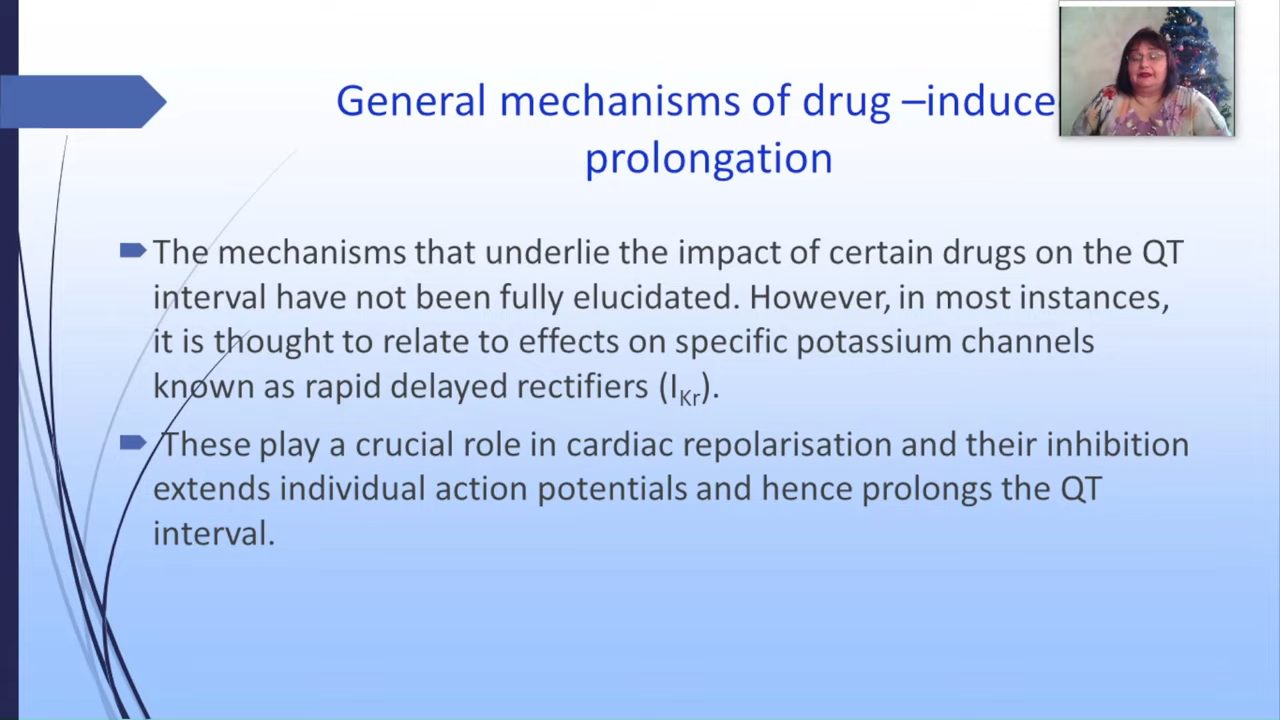 General mechanisms of drug –induce
prolongation
The mechanisms that underlie the impact of certain drugs on the QT
interval have not been fully elucidated. However, in most instances,
it is thought to relate to effects on specific potassium channels
known as rapid delayed rectifiers (IKr).
These play a crucial role in cardiac repolarisation and their inhibition
extends individual action potentials and hence prolongs the QT
interval.